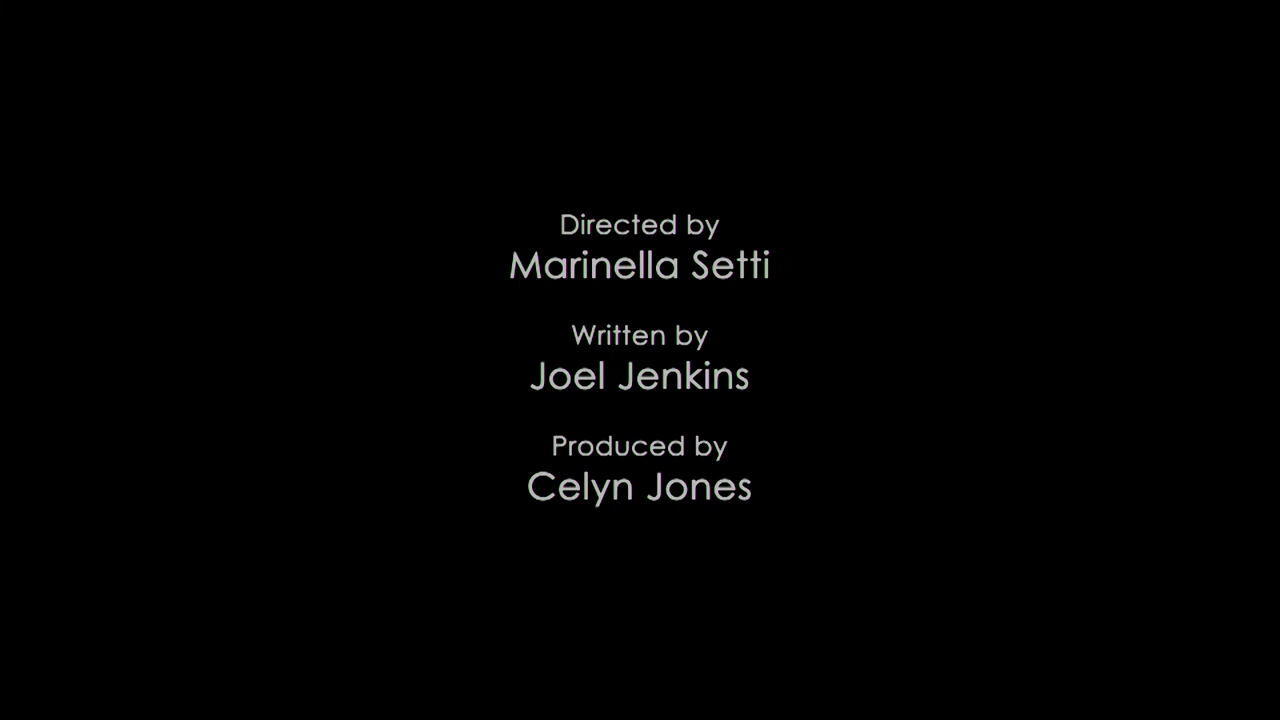 Directed by
Marinella Setti
Written by
Joel Jenkins
Produced by
Celyn Jones